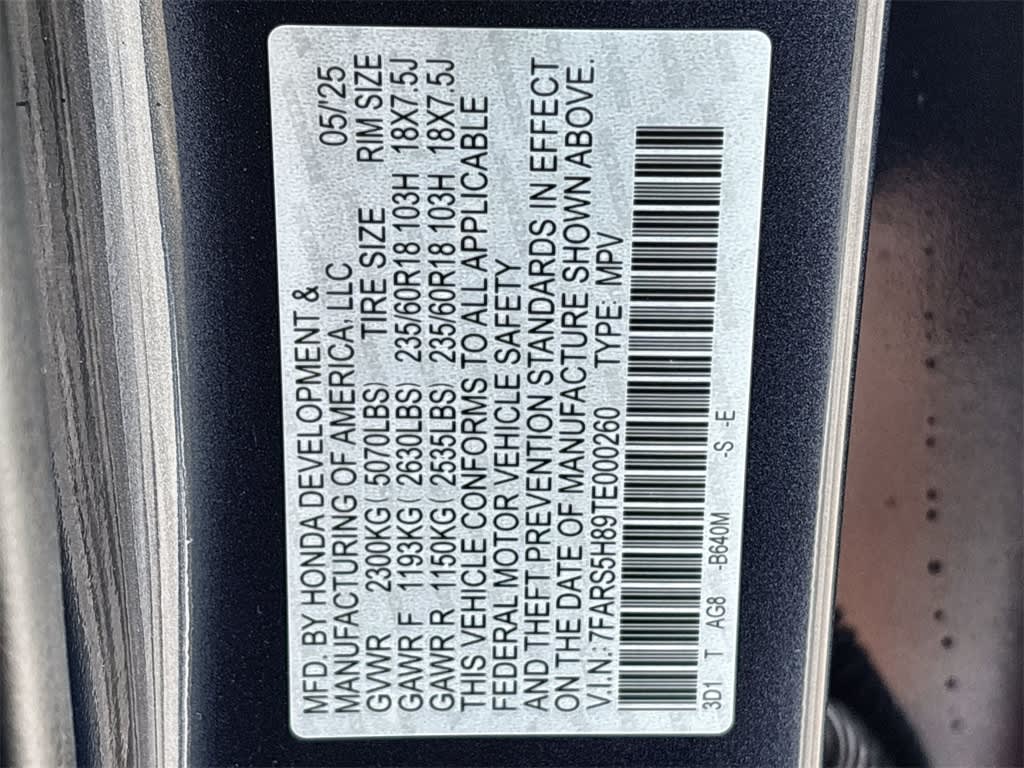 MFD. BY HONDA DEVELOPMENT &
MANUFACTURING OF AMERICA, LLC 05/'25
GVWR 2300KG( 5070LBS) TIRE SIZE RIM SIZE
GAWR F 1193KG( 2630LBS) 235/60R18 103H 18X7.5J
GAWR R 1150KG( 2535LBS) 235/60R18 103H 18X7.5J
THIS VEHICLE CONFORMS TO ALL APPLICABLE
FEDERAL MOTOR VEHICLE SAFETY
AND THEFT PREVENTION STANDARDS IN EFFECT
ON THE DATE OF MANUFACTURE SHOWN ABOVE.
V.I.N.: 7FARS5H89TE000260 TYPE: MPV
3D1 T AG8 -B640M -S -E